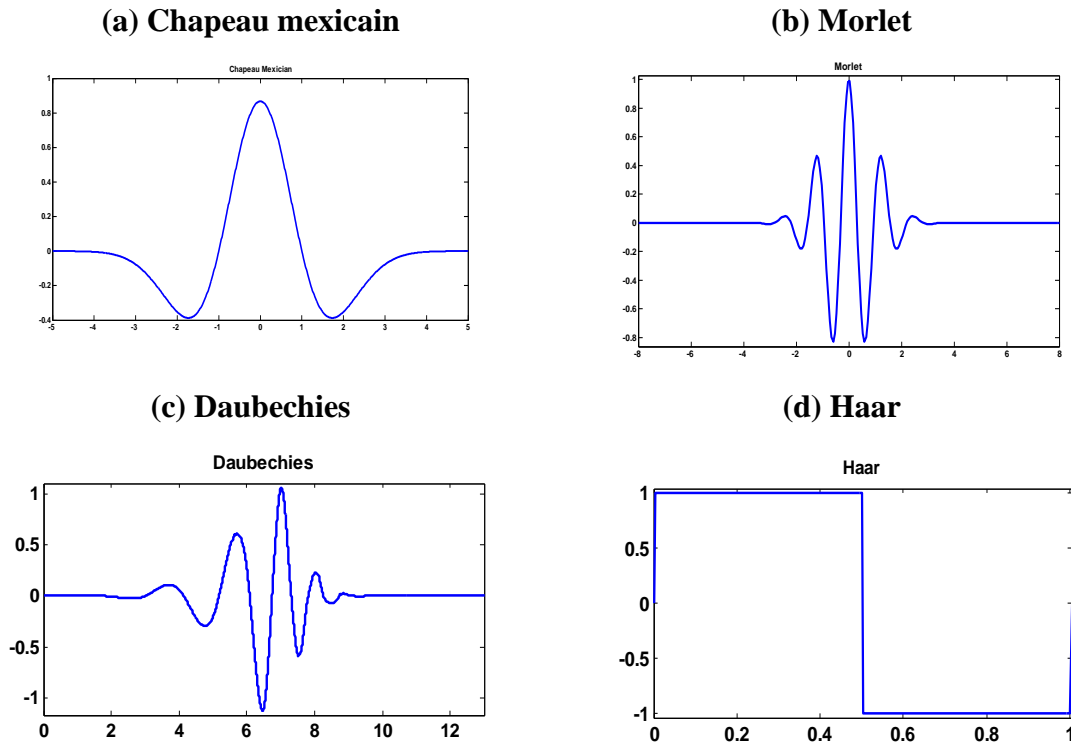 (a) Chapeau mexicain
(b) Morlet
Chapeau Mexician
1
0.8
0.6
0.4
0.2
0
-0.2
-0.4
-5 -4 -3 -2 -1 0 1 2 3 4 5
Morlet
1
0.8
0.6
0.4
0.2
0
-0.2
-0.4
-0.6
-0.8
-8 -6 -4 -2 0 2 4 6 8
(c) Daubechies
(d) Haar
Daubechies
1
0.5
0
-0.5
-1
0 2 4 6 8 10 12
Haar
1
0.5
0
-0.5
-1
0 0.2 0.4 0.6 0.8 1